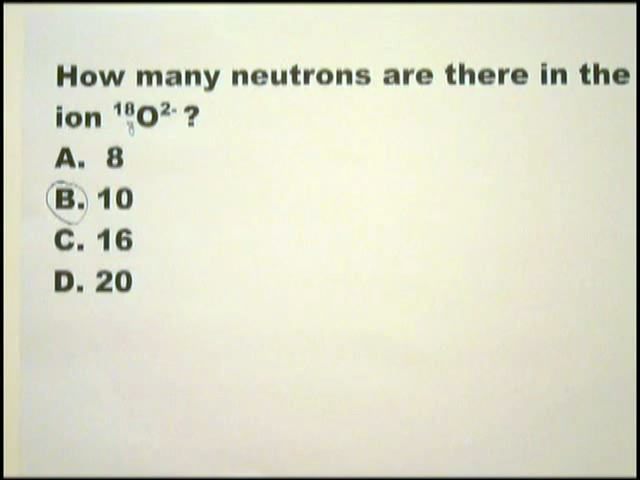 How many neutrons are there in the
ion ¹⁸₈O²⁻ ?
A. 8
B. 10
C. 16
D. 20